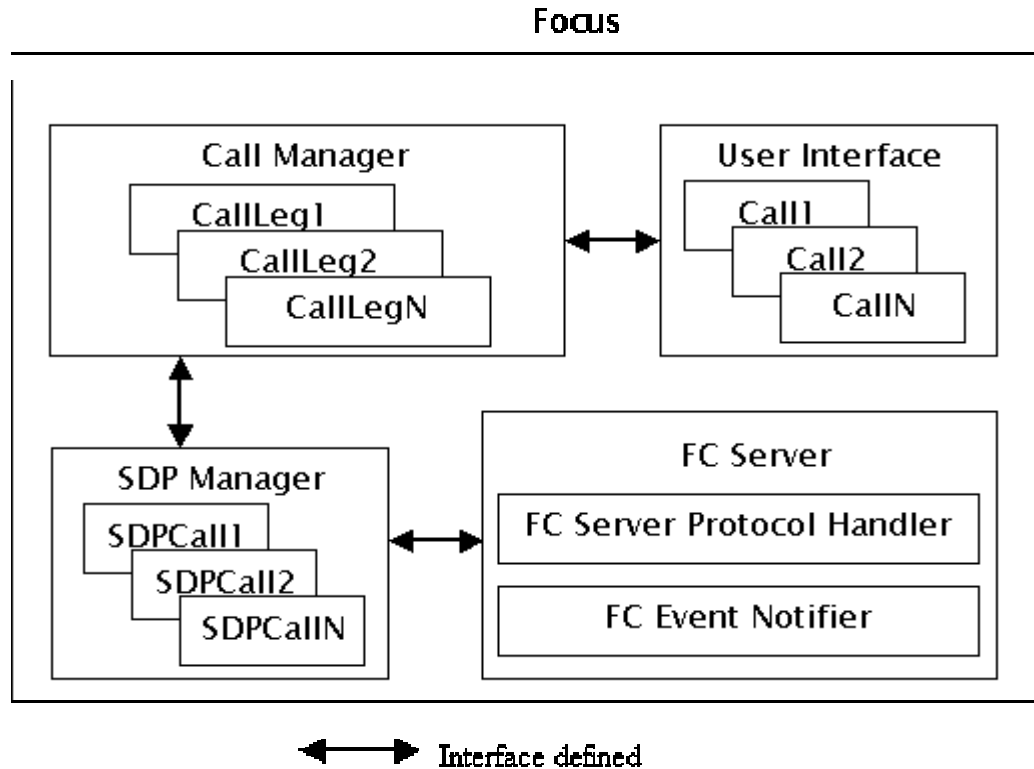 Focus
Call Manager
CallLeg1
CallLeg2
CallLegN
User Interface
Call1
Call2
CallN
SDP Manager
SDPCall1
SDPCall2
SDPCallN
FC Server
FC Server Protocol Handler
FC Event Notifier
Interface defined